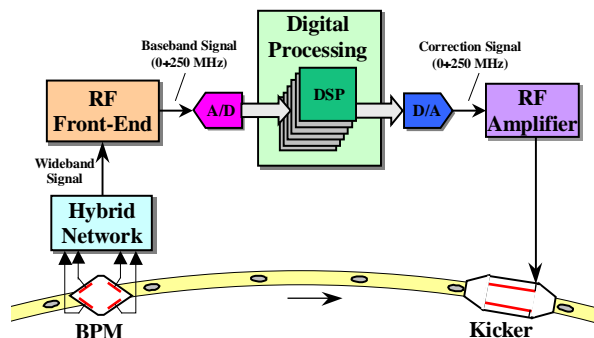 Digital
Processing
Baseband Signal
(0÷250 MHz)
Correction Signal
(0÷250 MHz)
RF
Front-End
A/D
DSP
D/A
RF
Amplifier
Wideband
Signal
Hybrid
Network
BPM
Kicker